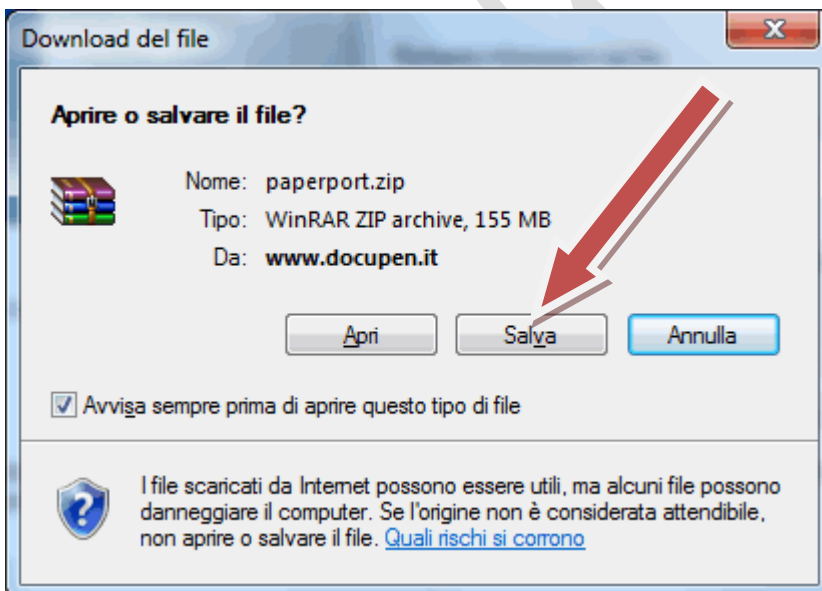 Download del file
Aprire o salvare il file?
Nome: paperport.zip
Tipo: WinRAR ZIP archive, 155 MB
Da: www.docupen.it
Apri Salva Annulla
Avvisa sempre prima di aprire questo tipo di file
I file scaricati da Internet possono essere utili, ma alcuni file possono
danneggiare il computer. Se l'origine non è considerata attendibile,
non aprire o salvare il file. Quali rischi si corrono